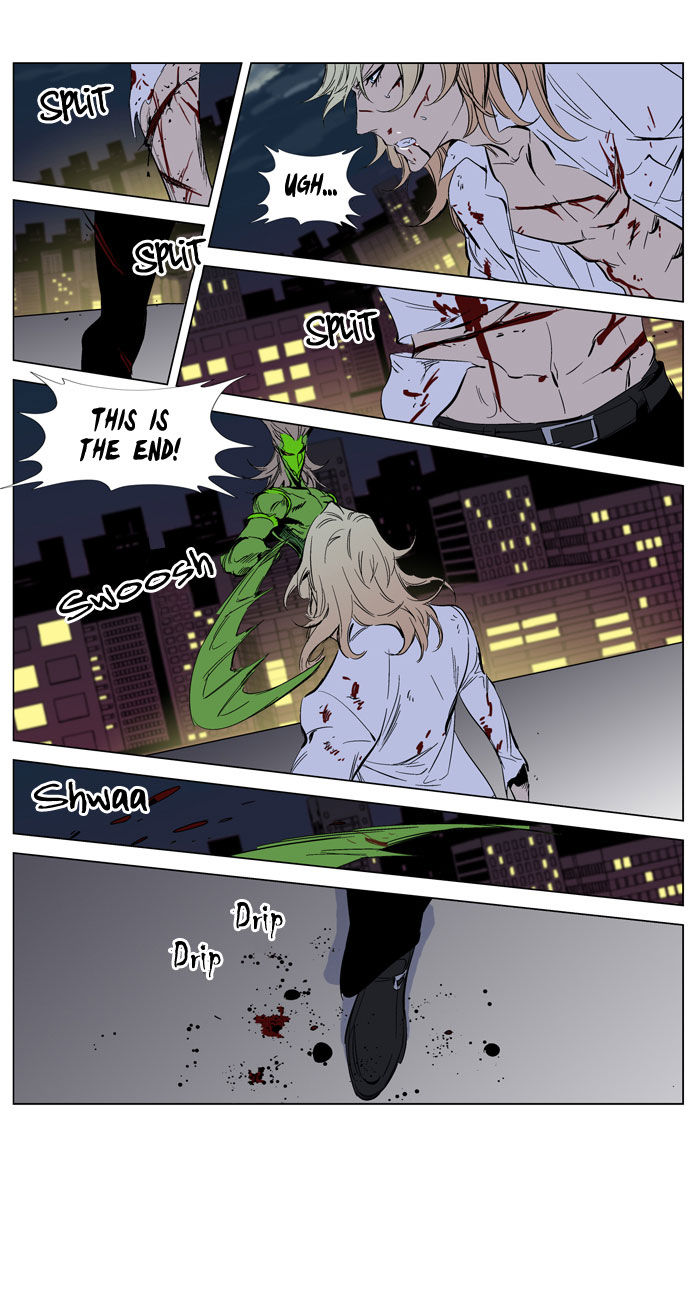 SPLIT
UGH...
SPLIT
SPLIT
THIS IS
THE END!
SWOOSH
SHWAA
DRIP
DRIP